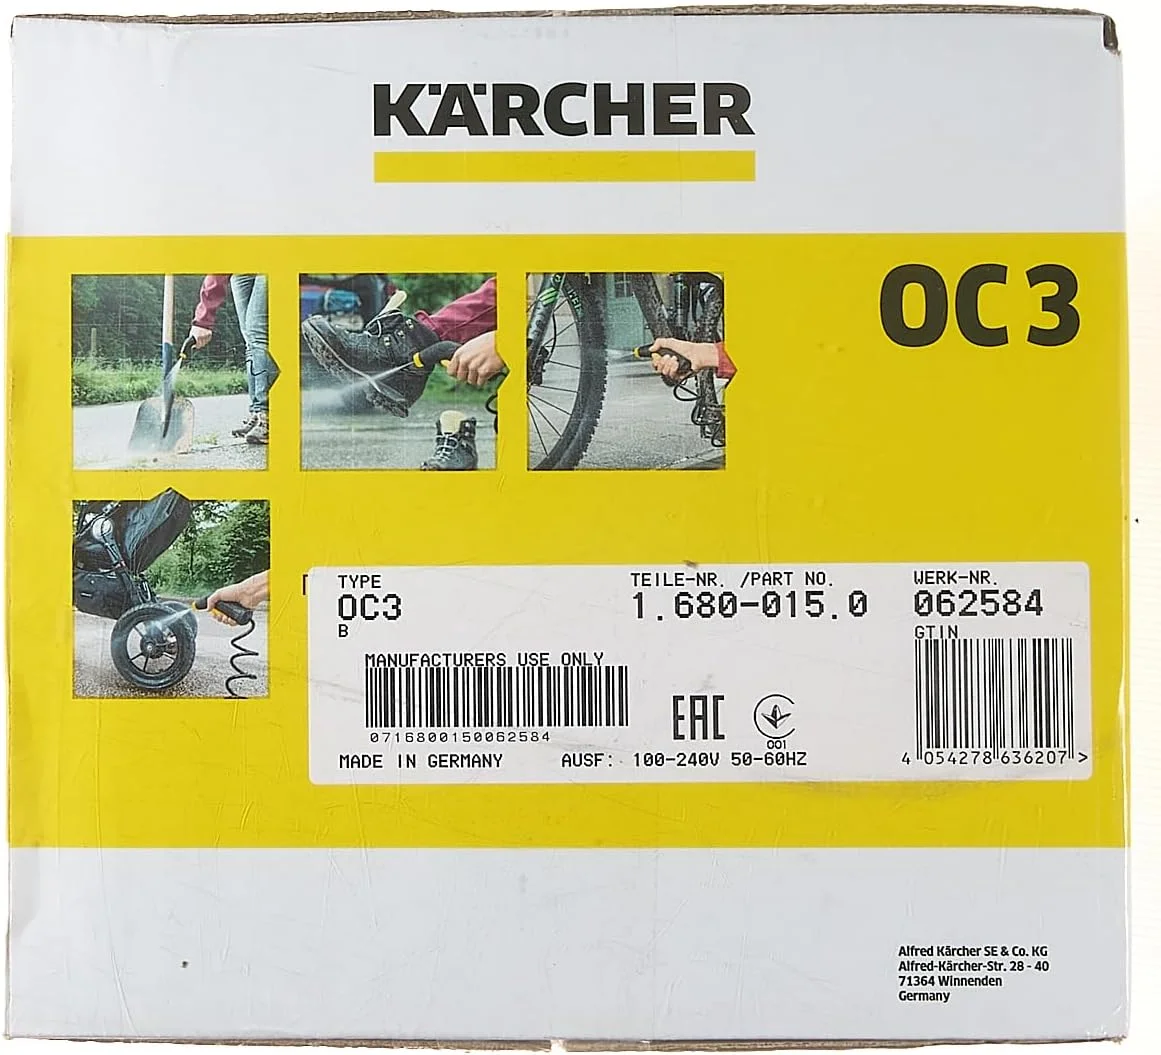 KÄRCHER
OC 3
TYPE
TEILE-NR. /PART NO.
WERK-NR.
OC3
1.680-015.0
062584
B
GTIN
MANUFACTURERS USE ONLY
0716800150062584
EAC
001
MADE IN GERMANY
AUSF: 100-240V 50-60HZ
4 054278 636207 >
Alfred Kärcher SE & Co. KG
Alfred-Kärcher-Str. 28 - 40
71364 Winnenden
Germany